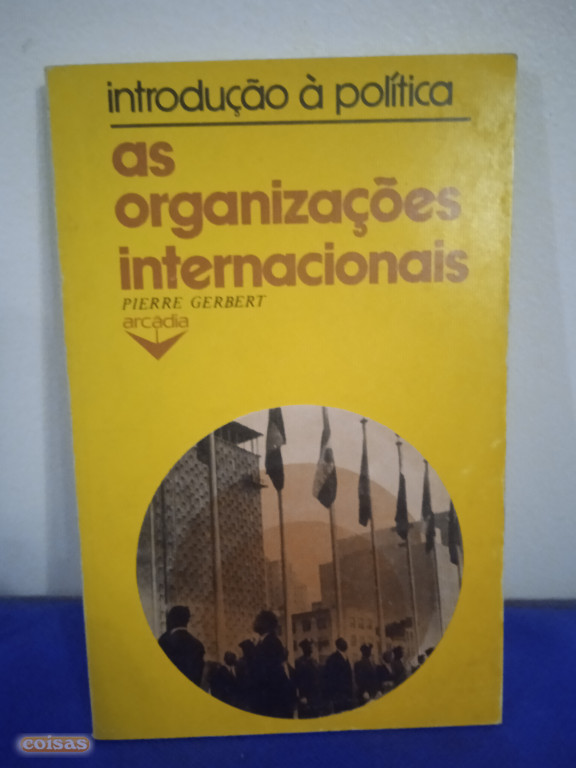 introdução à política
as
organizações
internacionais
PIERRE GERBERT
arcádia
coisas